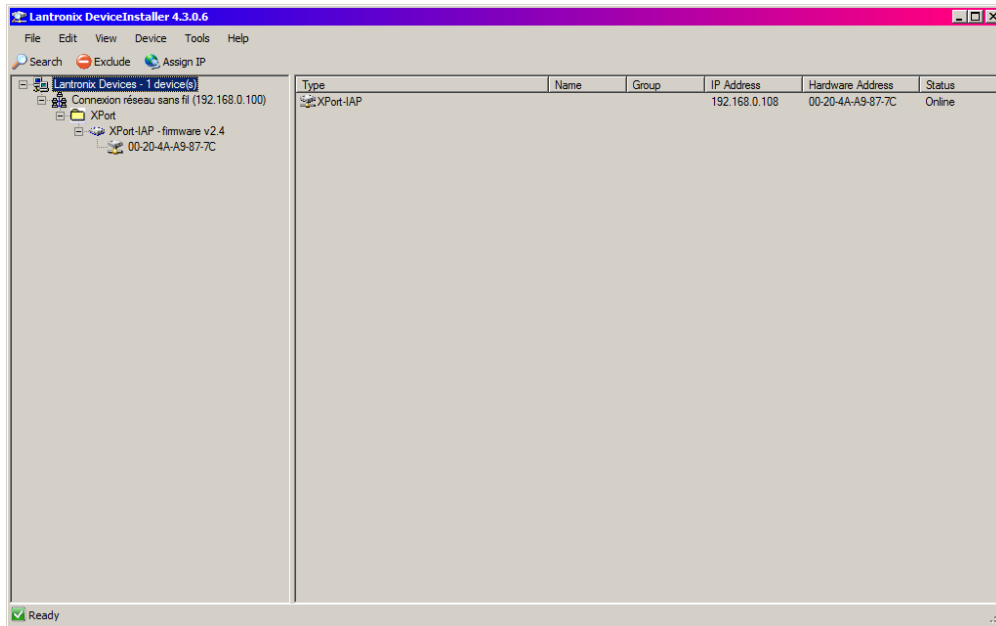 Lantronix DeviceInstaller 4.3.0.6
File Edit View Device Tools Help
Search Exclude Assign IP
Lantronix Devices - 1 device(s)
Connexion réseau sans fil (192.168.0.100)
XPort
XPort-IAP - firmware v2.4
00-20-4A-A9-87-7C
Type Name Group IP Address Hardware Address Status
XPort-IAP 192.168.0.108 00-20-4A-A9-87-7C Online
Ready